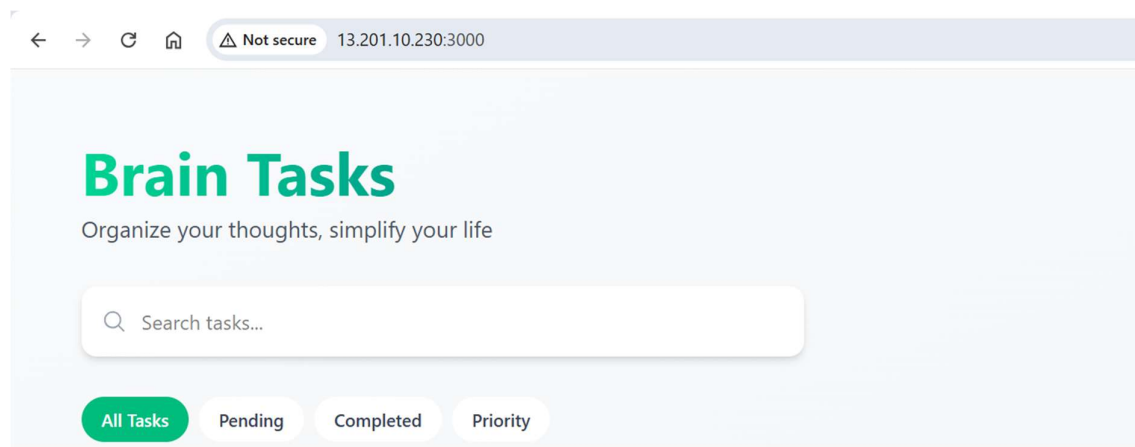 Not secure 13.201.10.230:3000
Brain Tasks
Organize your thoughts, simplify your life
Search tasks...
All Tasks Pending Completed Priority